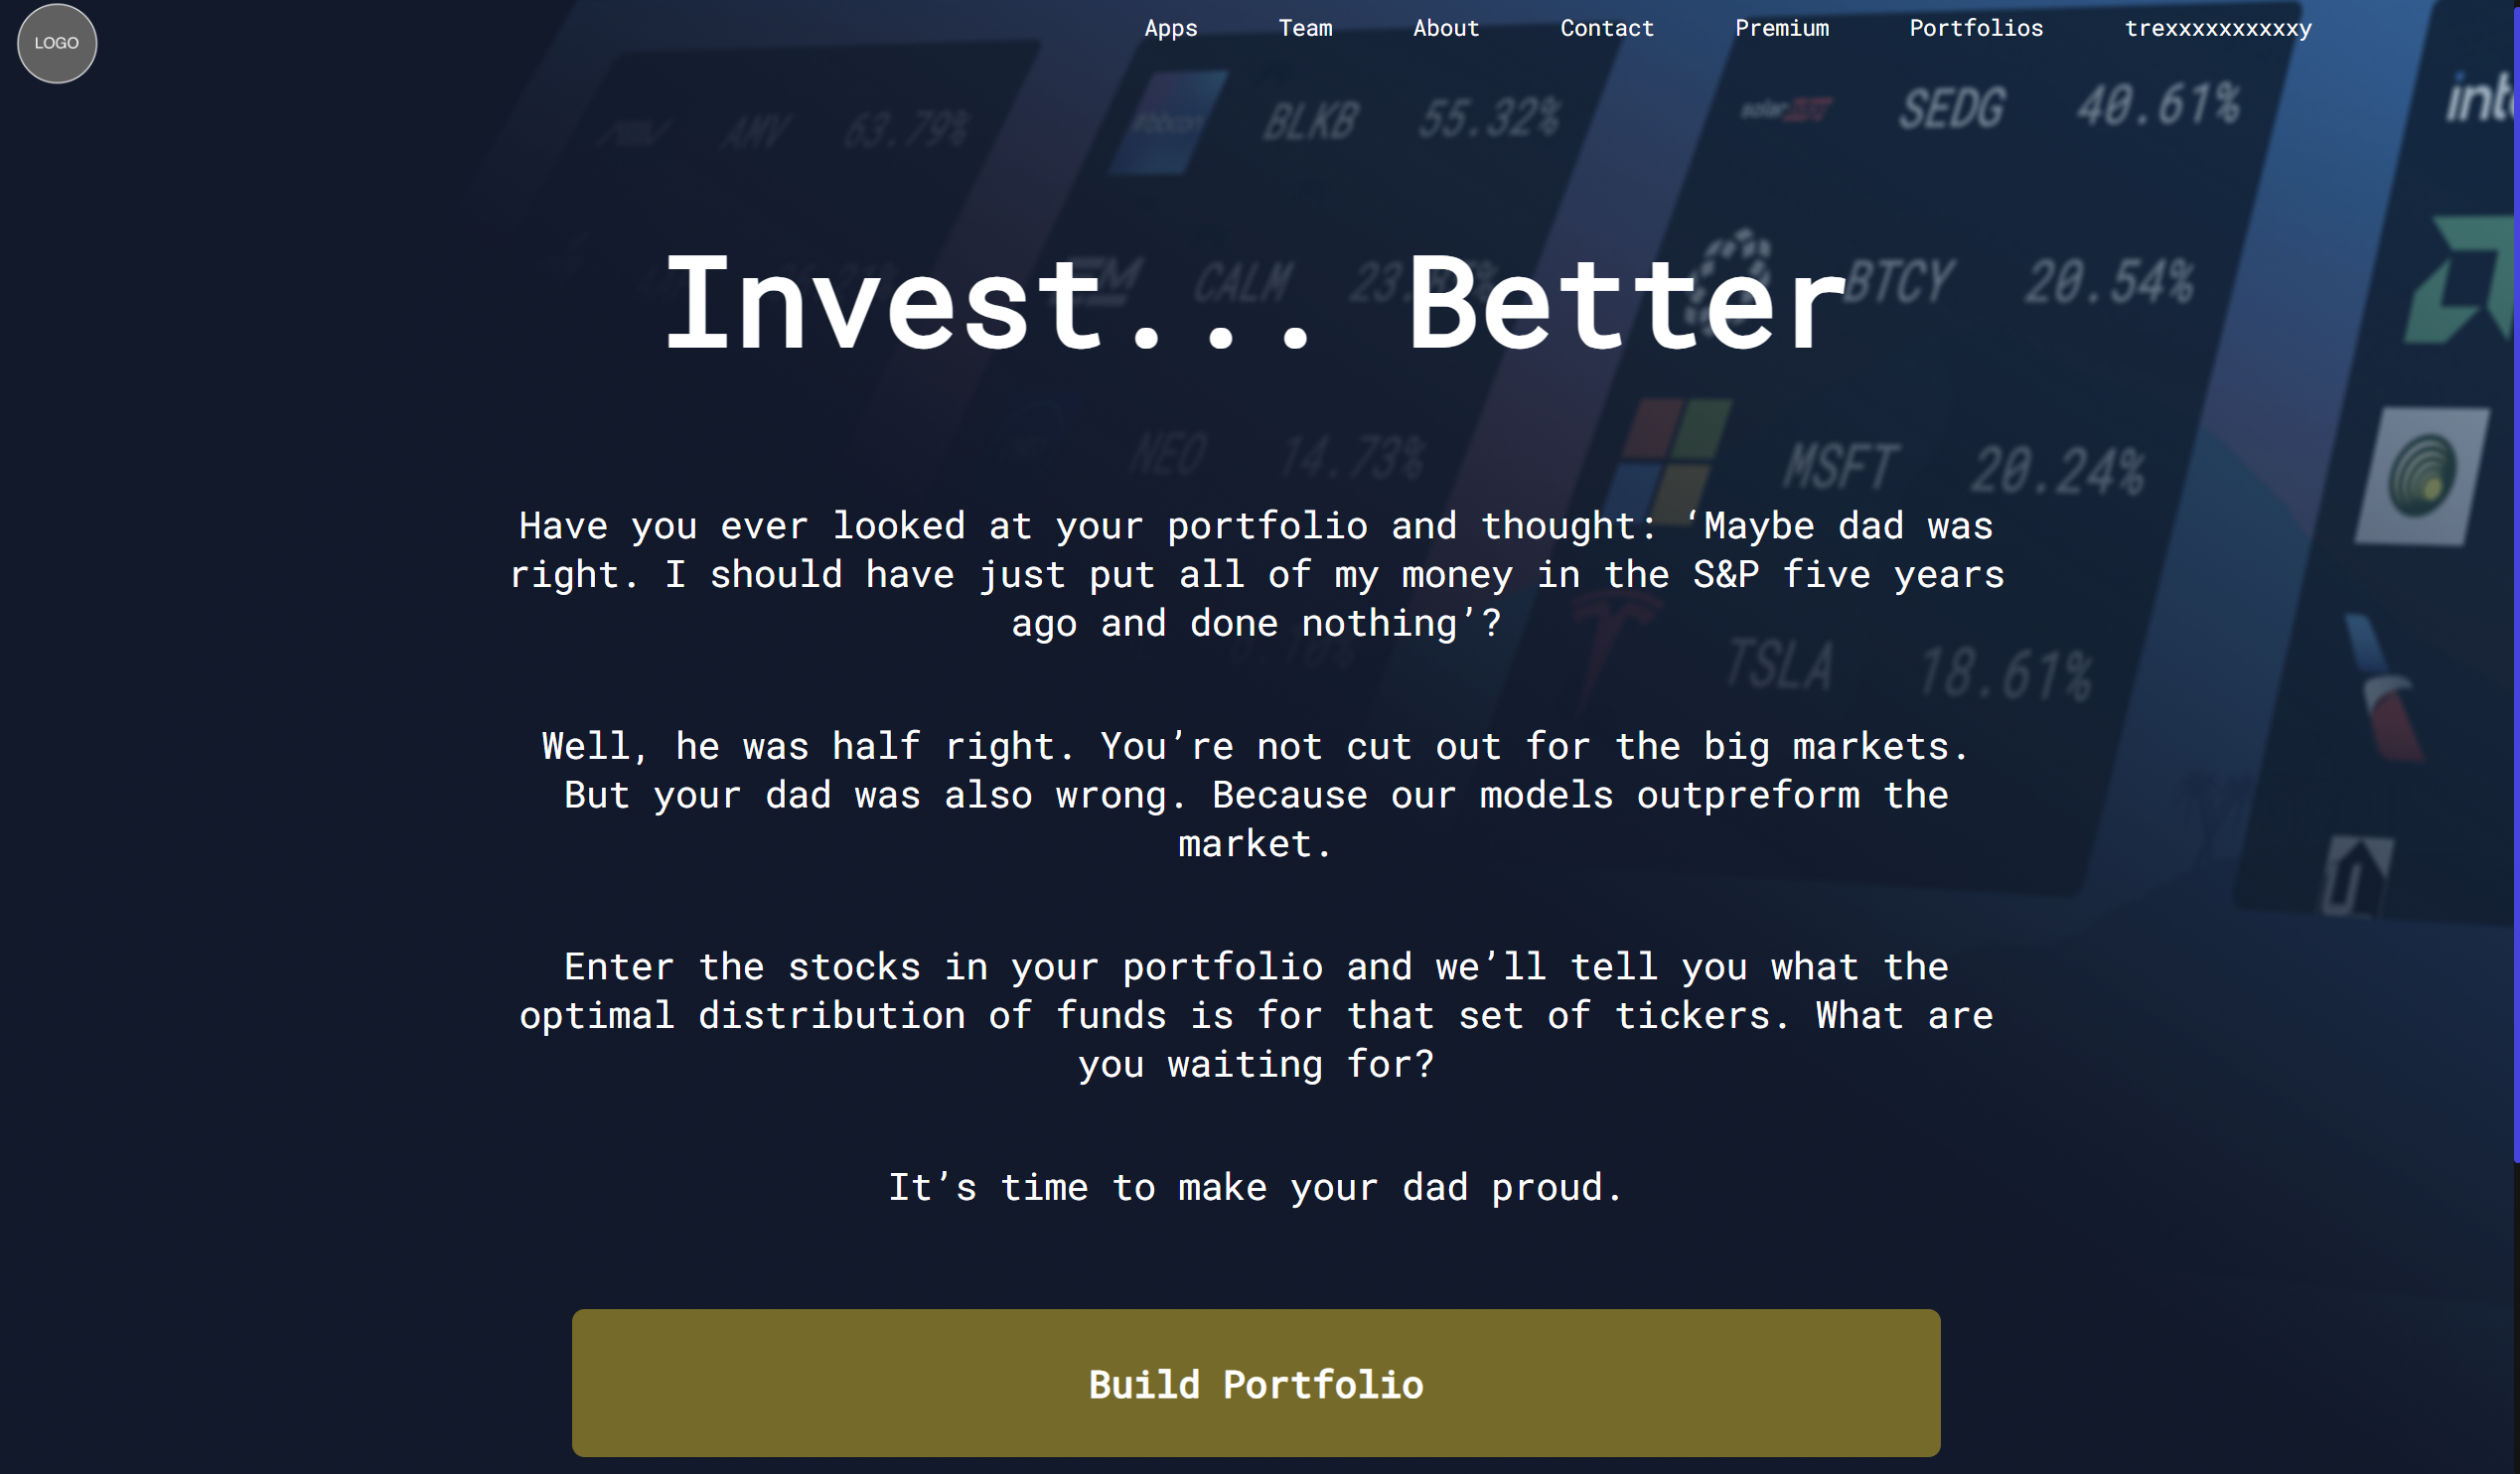 LOGO
Apps Team About Contact Premium Portfolios trexxxxxxxxxxy
AMV 63.79%
BLKB 55.32%
solar
SEDG 40.61%
Invest... Better
CALM
BTCY 20.54%
NEO 14.73%
MSFT 20.24%
Have you ever looked at your portfolio and thought: ‘Maybe dad was
right. I should have just put all of my money in the S&P five years
ago and done nothing’?
TSLA 18.61%
Well, he was half right. You’re not cut out for the big markets.
But your dad was also wrong. Because our models outpreform the
market.
Enter the stocks in your portfolio and we’ll tell you what the
optimal distribution of funds is for that set of tickers. What are
you waiting for?
It’s time to make your dad proud.
Build Portfolio